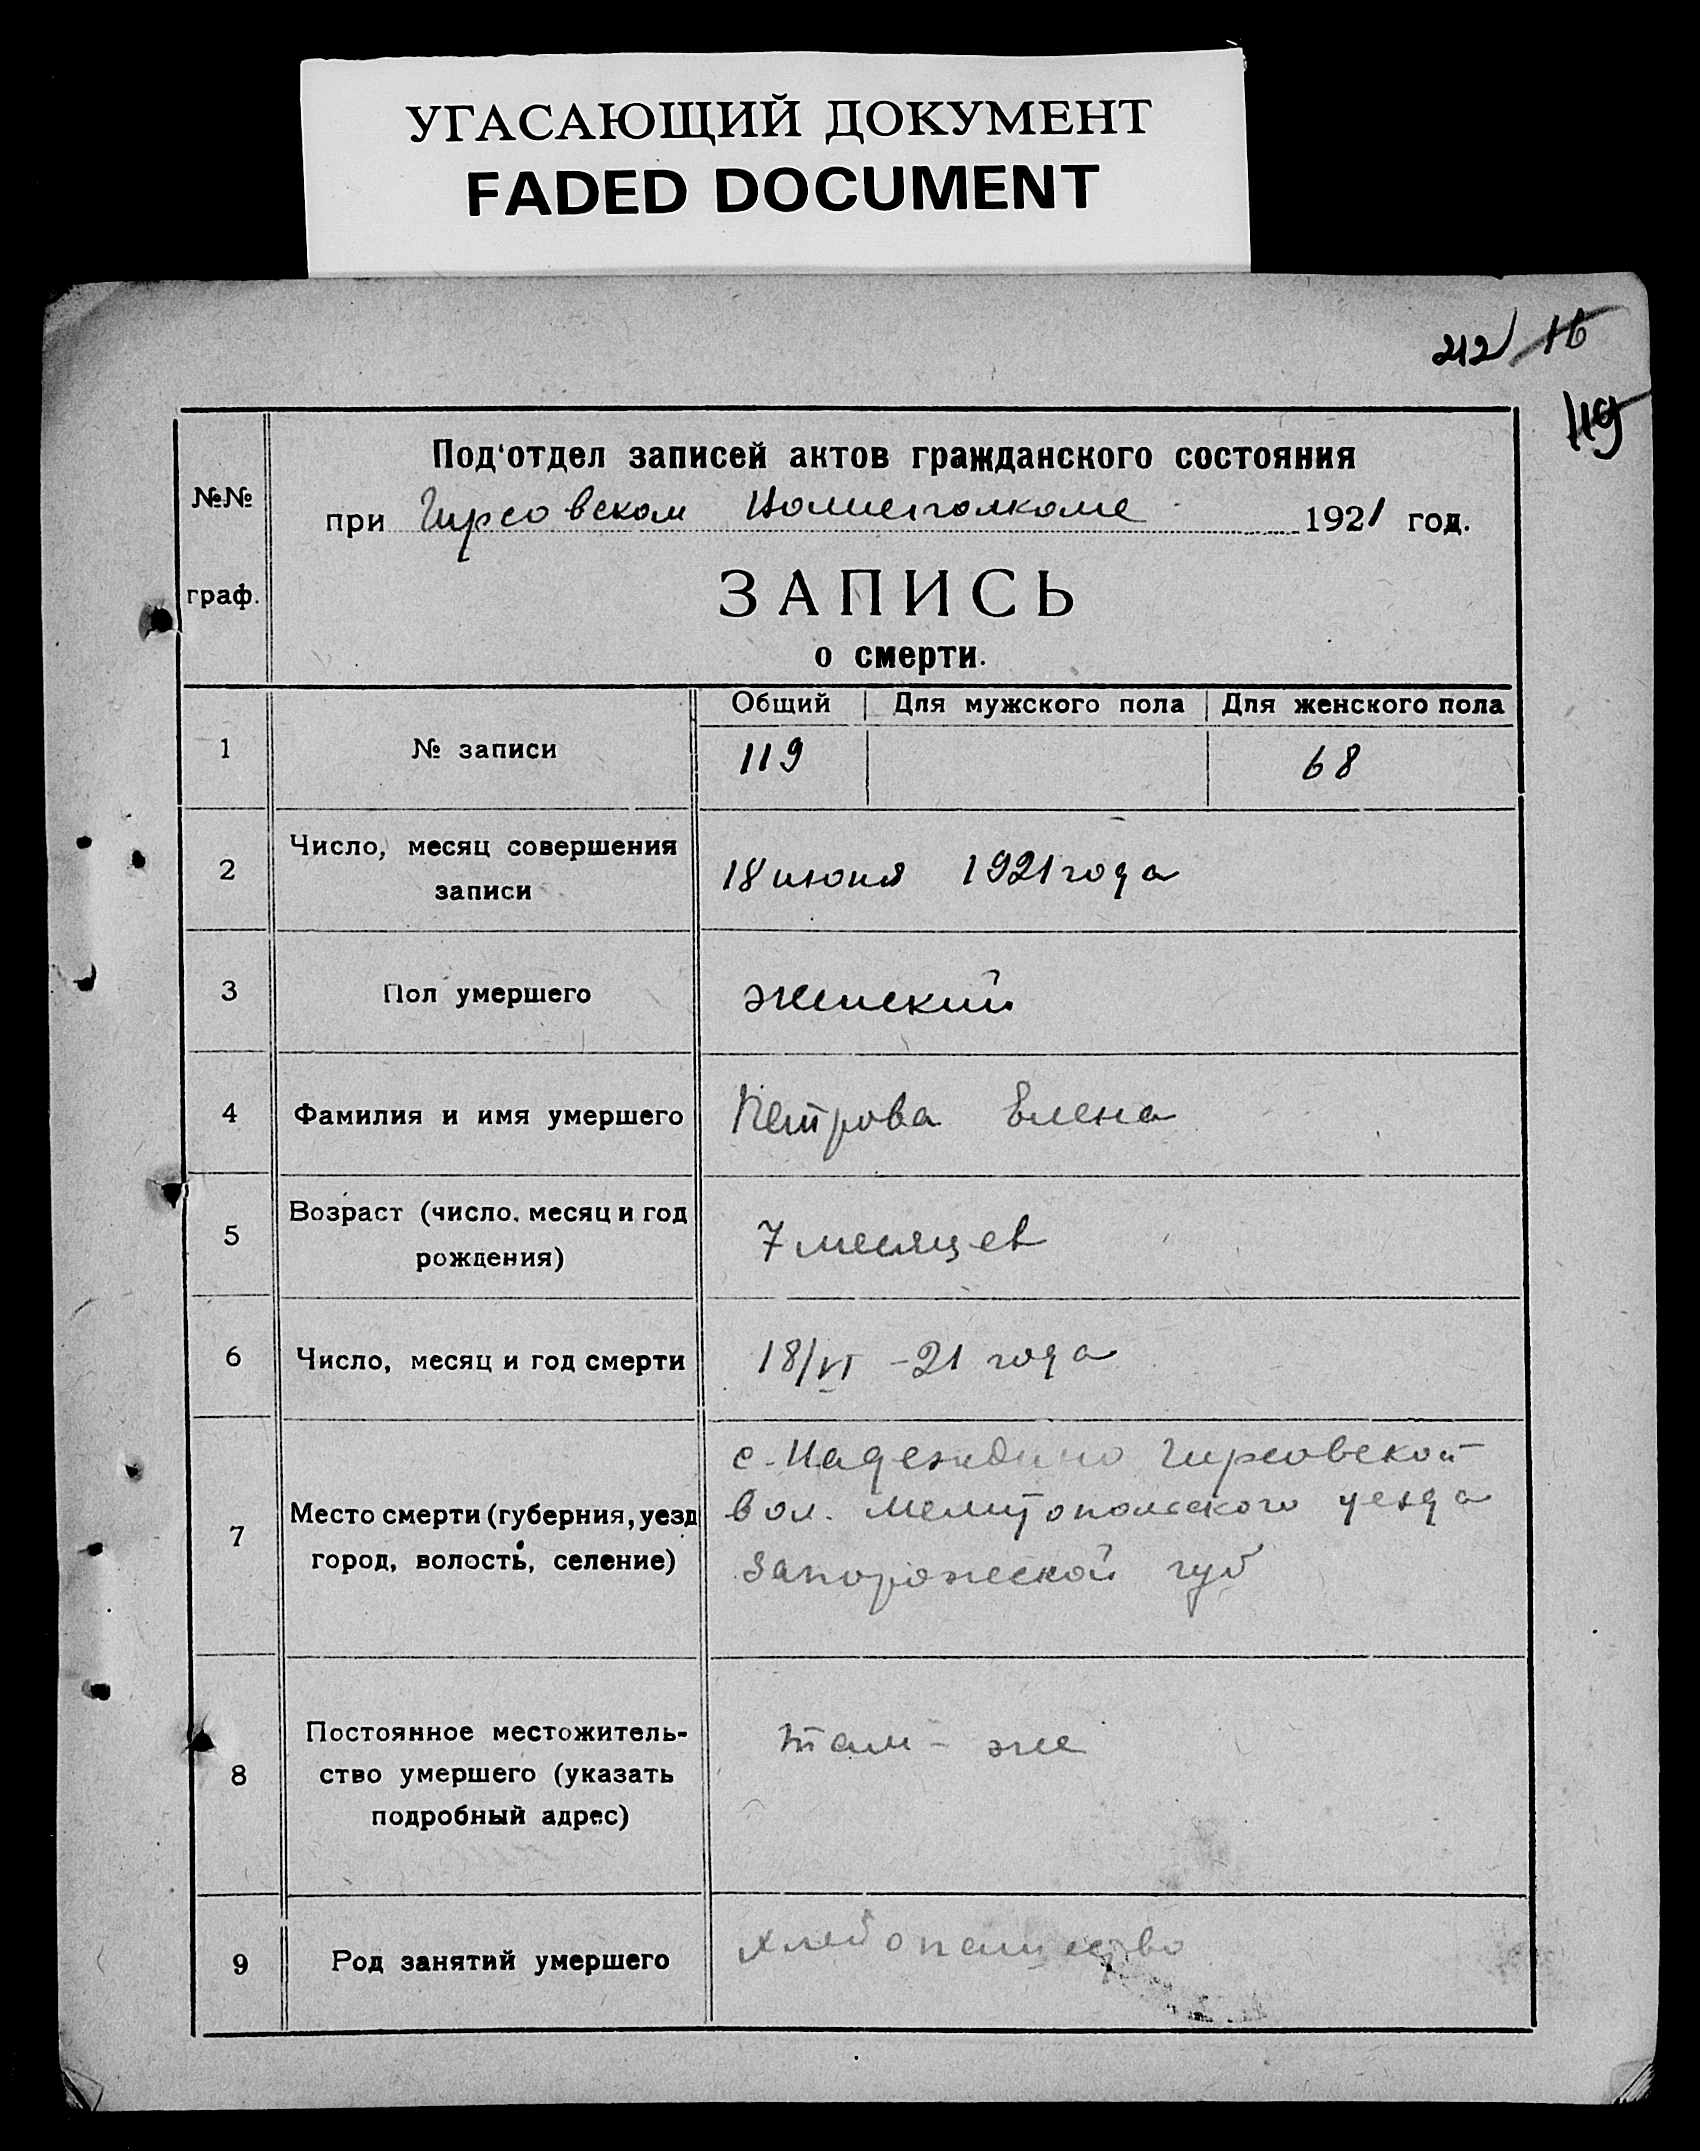 УГАСАЮЩИЙ ДОКУМЕНТ
FADED DOCUMENT
212/ 16
119
№№
граф.
Под'отдел записей актов гражданского состояния
при Гирсовском 1921 год.
ЗАПИСЬ
о смерти.
Общий Для мужского пола Для женского пола
1 № записи 119 68
2 Число, месяц совершения
записи
18 июня 1921 года
3 Пол умершего женский
4 Фамилия и имя умершего Петрова Елена
5 Возраст (число, месяц и год
рождения)
7 месяцев
6 Число, месяц и год смерти 18/VI -21 года
7 Место смерти (губерния, уезд
город, волость, селение)
с. Надеждино Гирсовской
вол. Мелитопольского уезда
Запорожской губ
8 Постоянное местожитель-
ство умершего (указать
подробный адрес)
там - же
9 Род занятий умершего хлебопашество